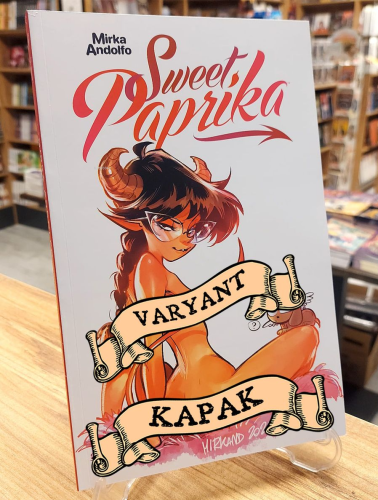 Mirka
Andolfo
Sweet
Paprika
VARYANT
KAPAK